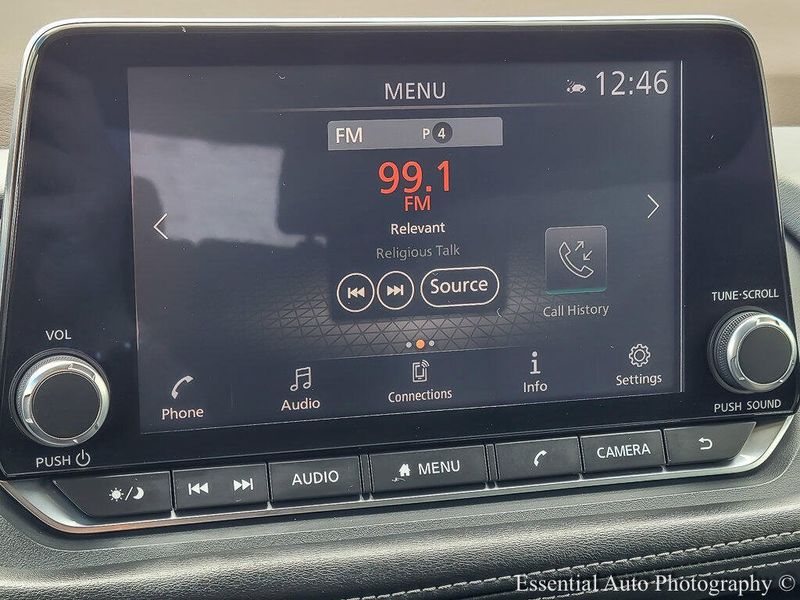 MENU
12:46
FM P 4
99.1
FM
Relevant
Religious Talk
Source
Call History
TUNE·SCROLL
VOL
Phone
Audio
Connections
Info
Settings
PUSH
PUSH SOUND
AUDIO
MENU
CAMERA
Essential Auto Photography ©